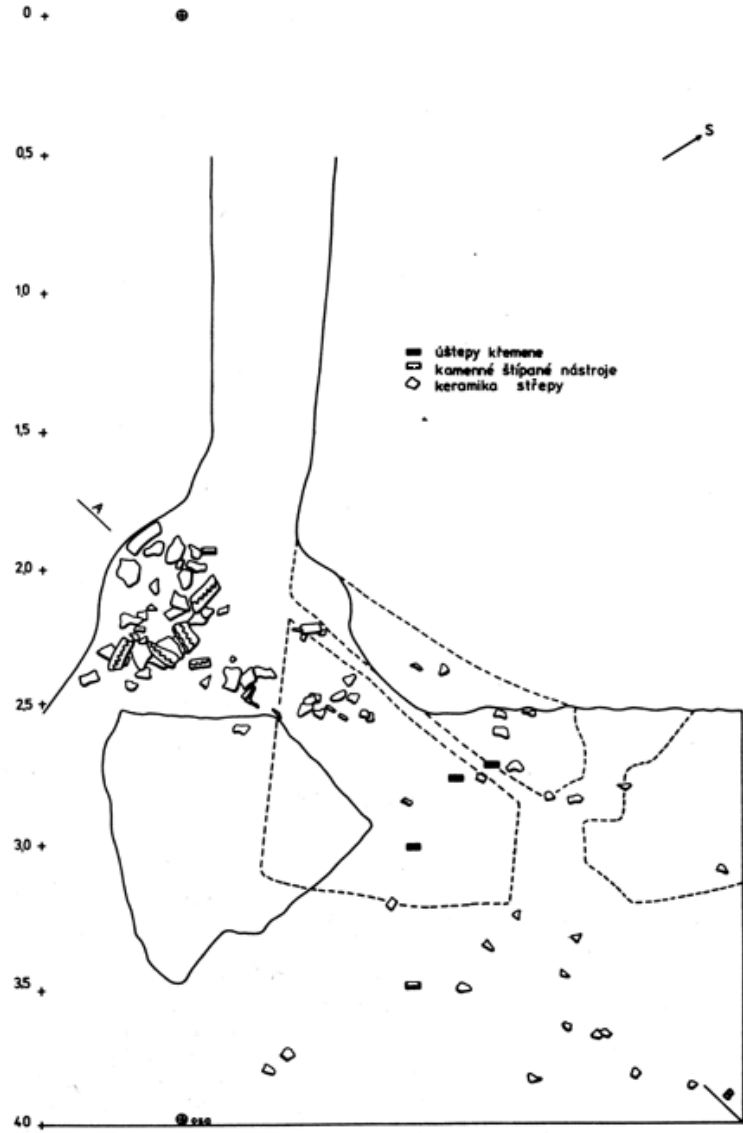 0
0,5
S
1,0
úštepy křemene
kamenné štípané nástroje
keramika střepy
1,5
A
2,0
2,5
3,0
3,5
B
4,0
osa